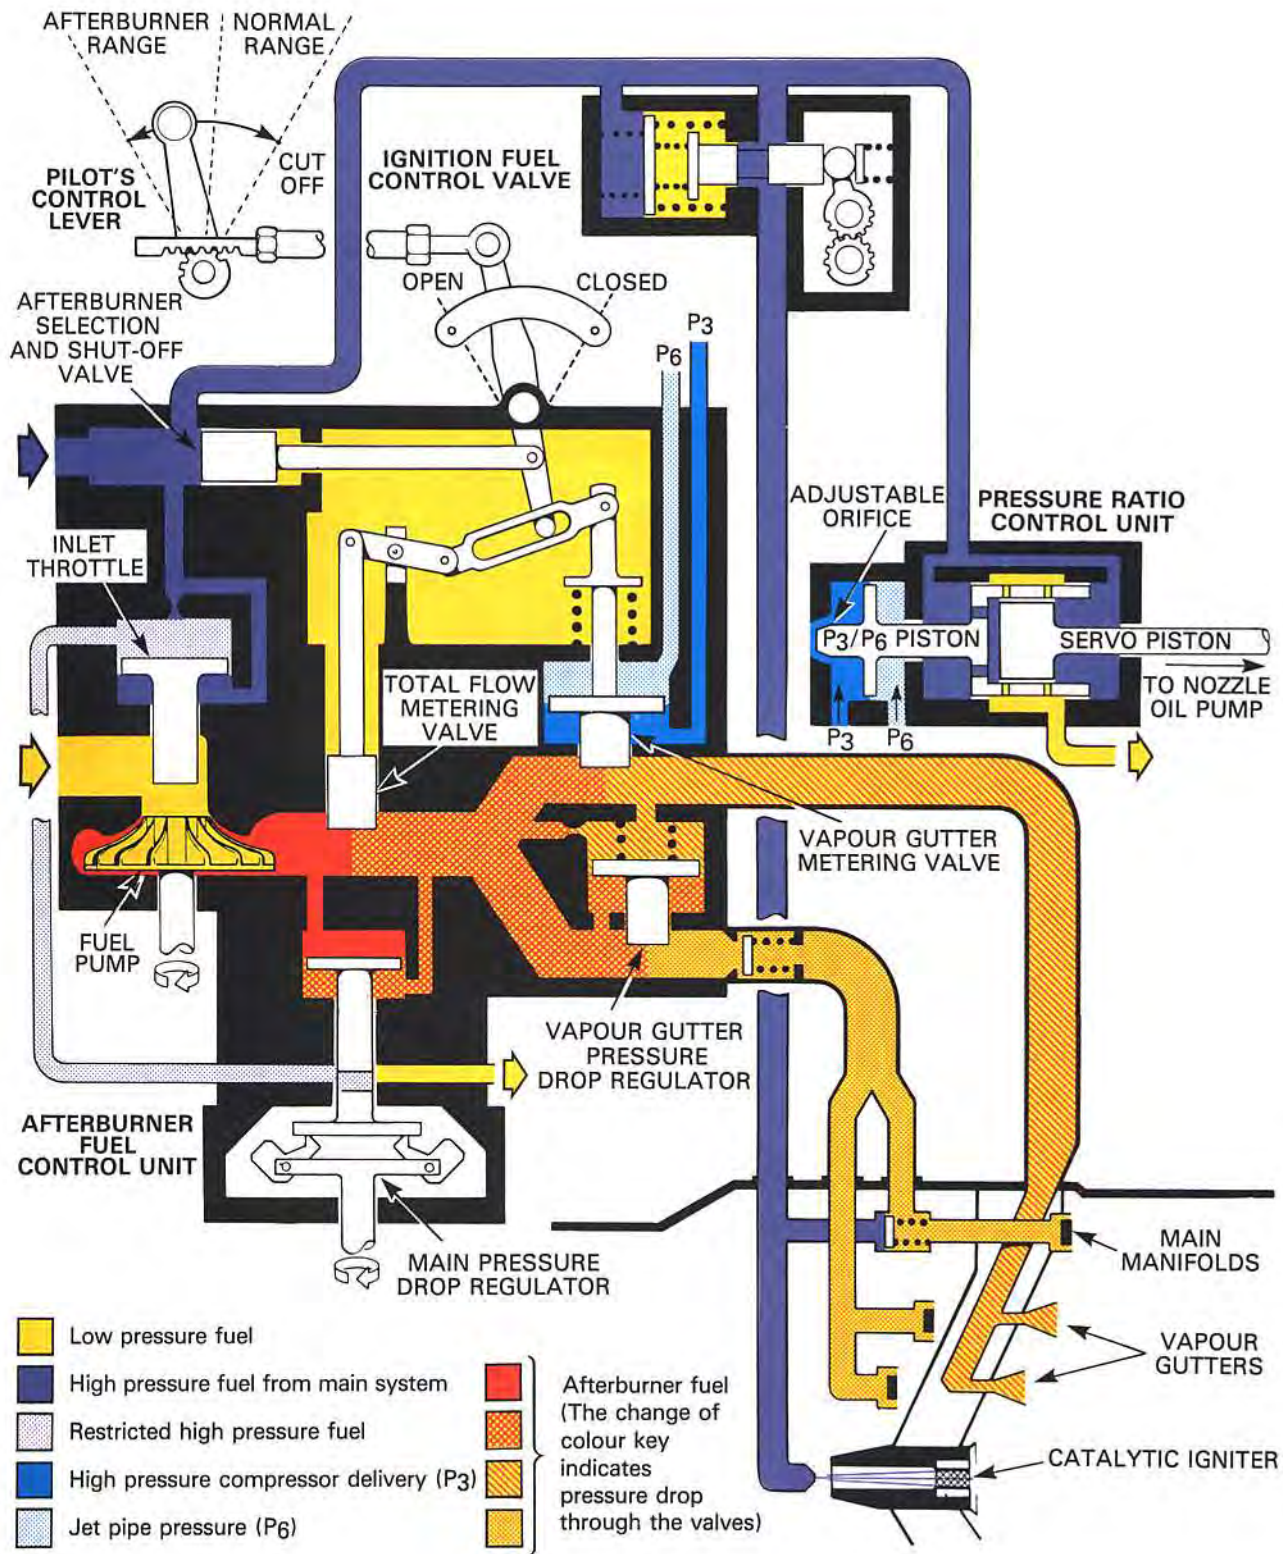 AFTERBURNER
RANGE
NORMAL
RANGE
CUT
OFF
PILOT'S
CONTROL
LEVER
IGNITION FUEL
CONTROL VALVE
OPEN
CLOSED
AFTERBURNER
SELECTION
AND SHUT-OFF
VALVE
P3
P6
INLET
THROTTLE
ADJUSTABLE
ORIFICE
PRESSURE RATIO
CONTROL UNIT
P3/P6 PISTON
SERVO PISTON
TO NOZZLE
OIL PUMP
P3
P6
TOTAL FLOW
METERING
VALVE
VAPOUR GUTTER
METERING VALVE
FUEL
PUMP
VAPOUR GUTTER
PRESSURE
DROP REGULATOR
AFTERBURNER
FUEL
CONTROL UNIT
MAIN PRESSURE
DROP REGULATOR
MAIN
MANIFOLDS
VAPOUR
GUTTERS
CATALYTIC IGNITER
Low pressure fuel
High pressure fuel from main system
Restricted high pressure fuel
High pressure compressor delivery (P3)
Jet pipe pressure (P6)
Afterburner fuel
(The change of
colour key
indicates
pressure drop
through the valves)